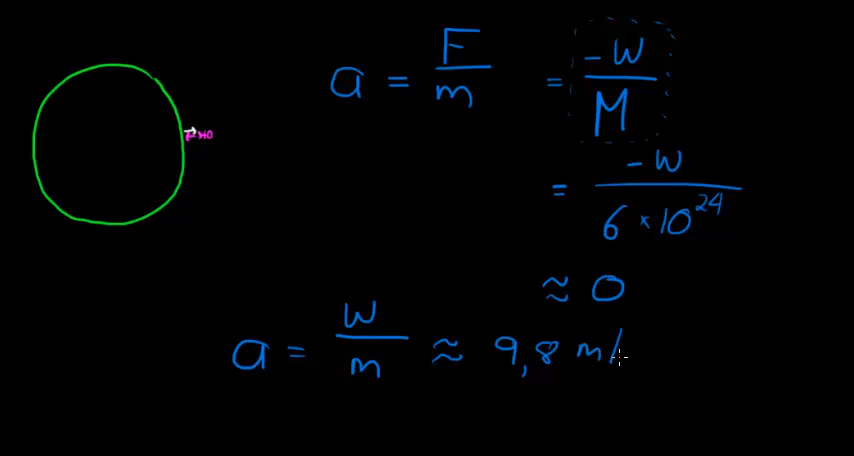 a = F/m = -W/M
= -W/6 × 10^24
≈ 0
a = W/m ≈ 9,8 m/